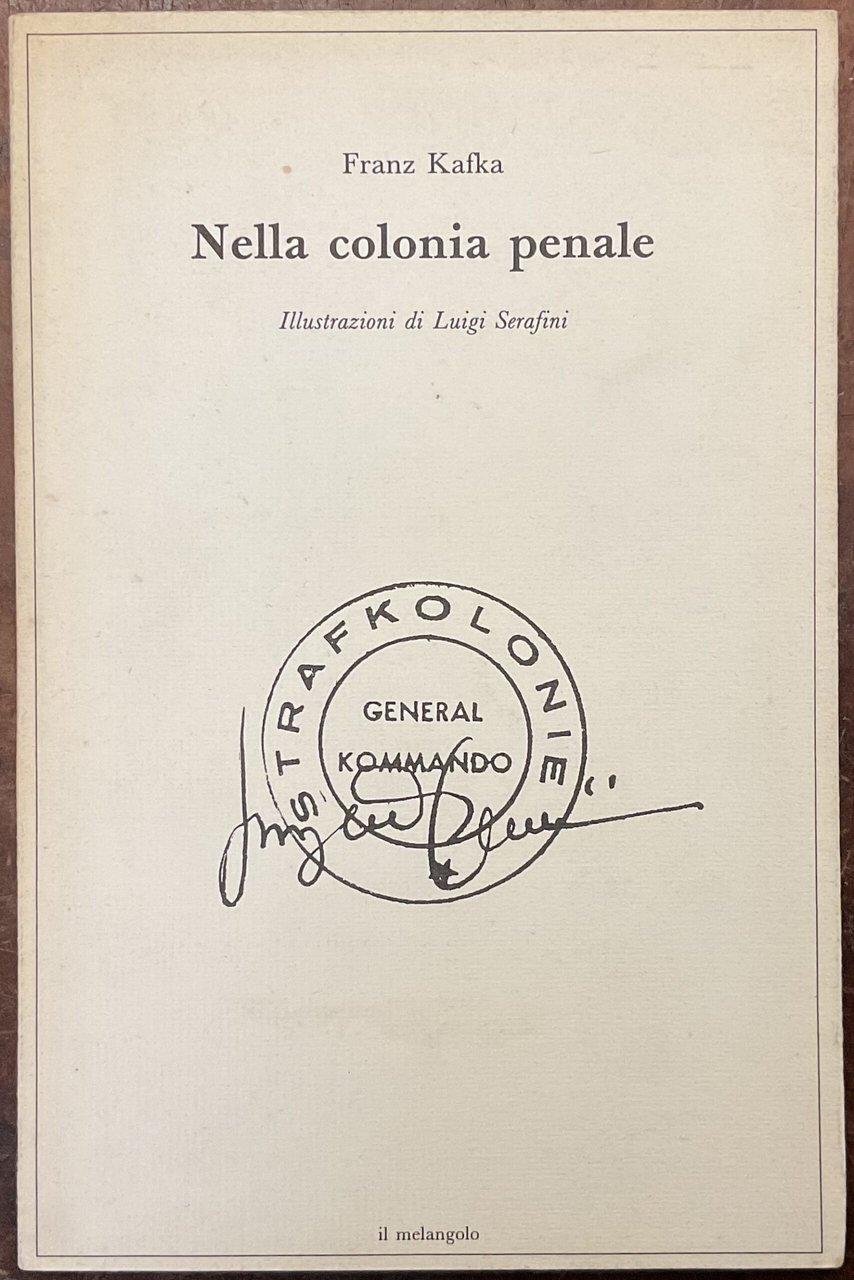 Franz Kafka
Nella colonia penale
Illustrazioni di Luigi Serafini
STRAFKOLONIE
GENERAL
KOMMANDO
il melangolo